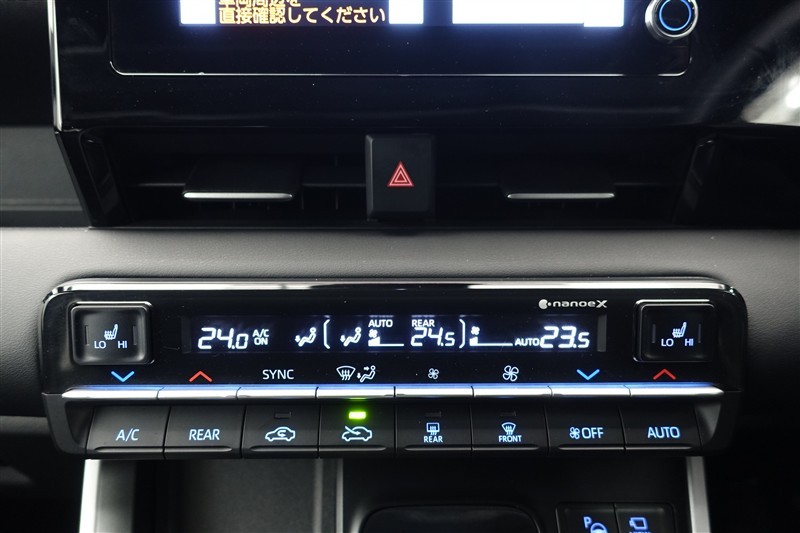 直接確認してください
nanoeX
LO HI
24.0 A/C ON
AUTO
REAR 24.5
AUTO 23.5
LO HI
SYNC
A/C
REAR
REAR
FRONT
OFF
AUTO
P